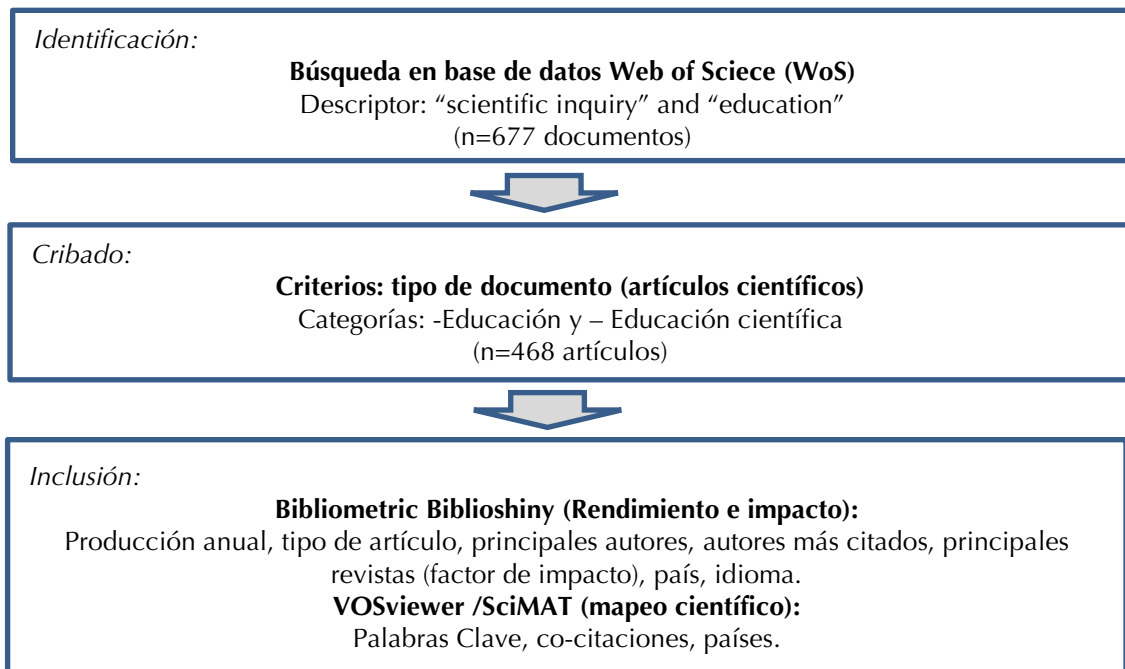 Identificación:
Búsqueda en base de datos Web of Sciece (WoS)
Descriptor: “scientific inquiry” and “education”
(n=677 documentos)
Cribado:
Criterios: tipo de documento (artículos científicos)
Categorías: -Educación y – Educación científica
(n=468 artículos)
Inclusión:
Bibliometric Biblioshiny (Rendimiento e impacto):
Producción anual, tipo de artículo, principales autores, autores más citados, principales
revistas (factor de impacto), país, idioma.
VOSviewer /SciMAT (mapeo científico):
Palabras Clave, co-citaciones, países.